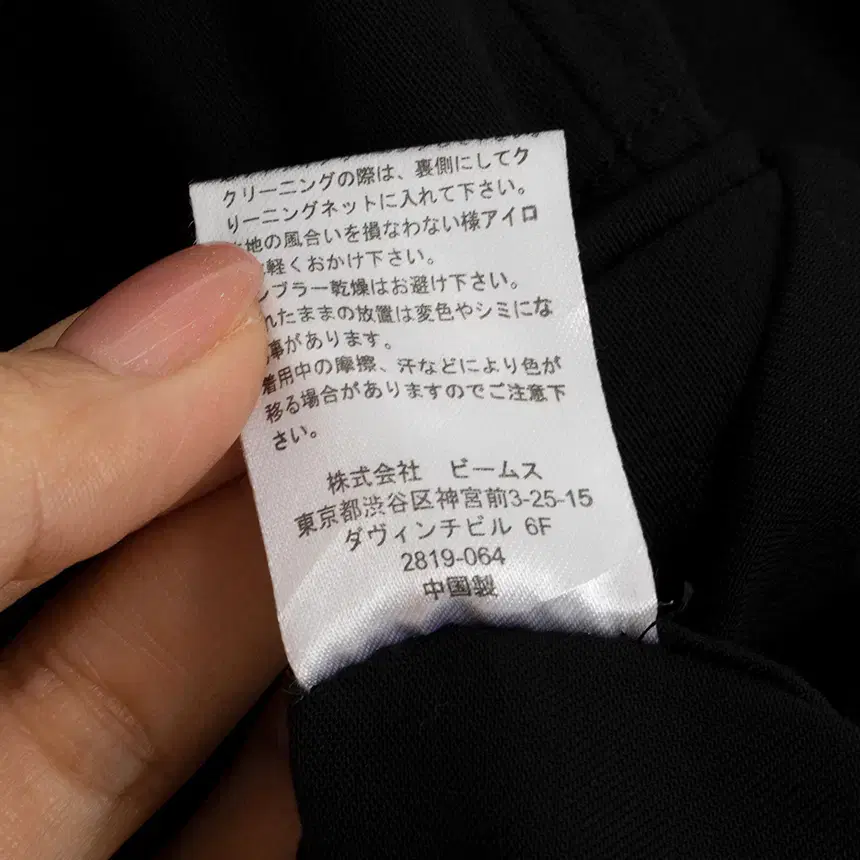 クリーニングの際は、裏側にしてク
リーニングネットに入れて下さい。
地の風合いを損なわない様アイロ
軽くおかけ下さい。
ンブラー乾燥はお避け下さい。
れたままの放置は変色やシミにな
事があります。
着用中の摩擦、汗などにより色が
移る場合がありますのでご注意下
さい。
株式会社 ビームス
東京都渋谷区神宮前3-25-15
ダヴィンチビル 6F
2819-064
中国製